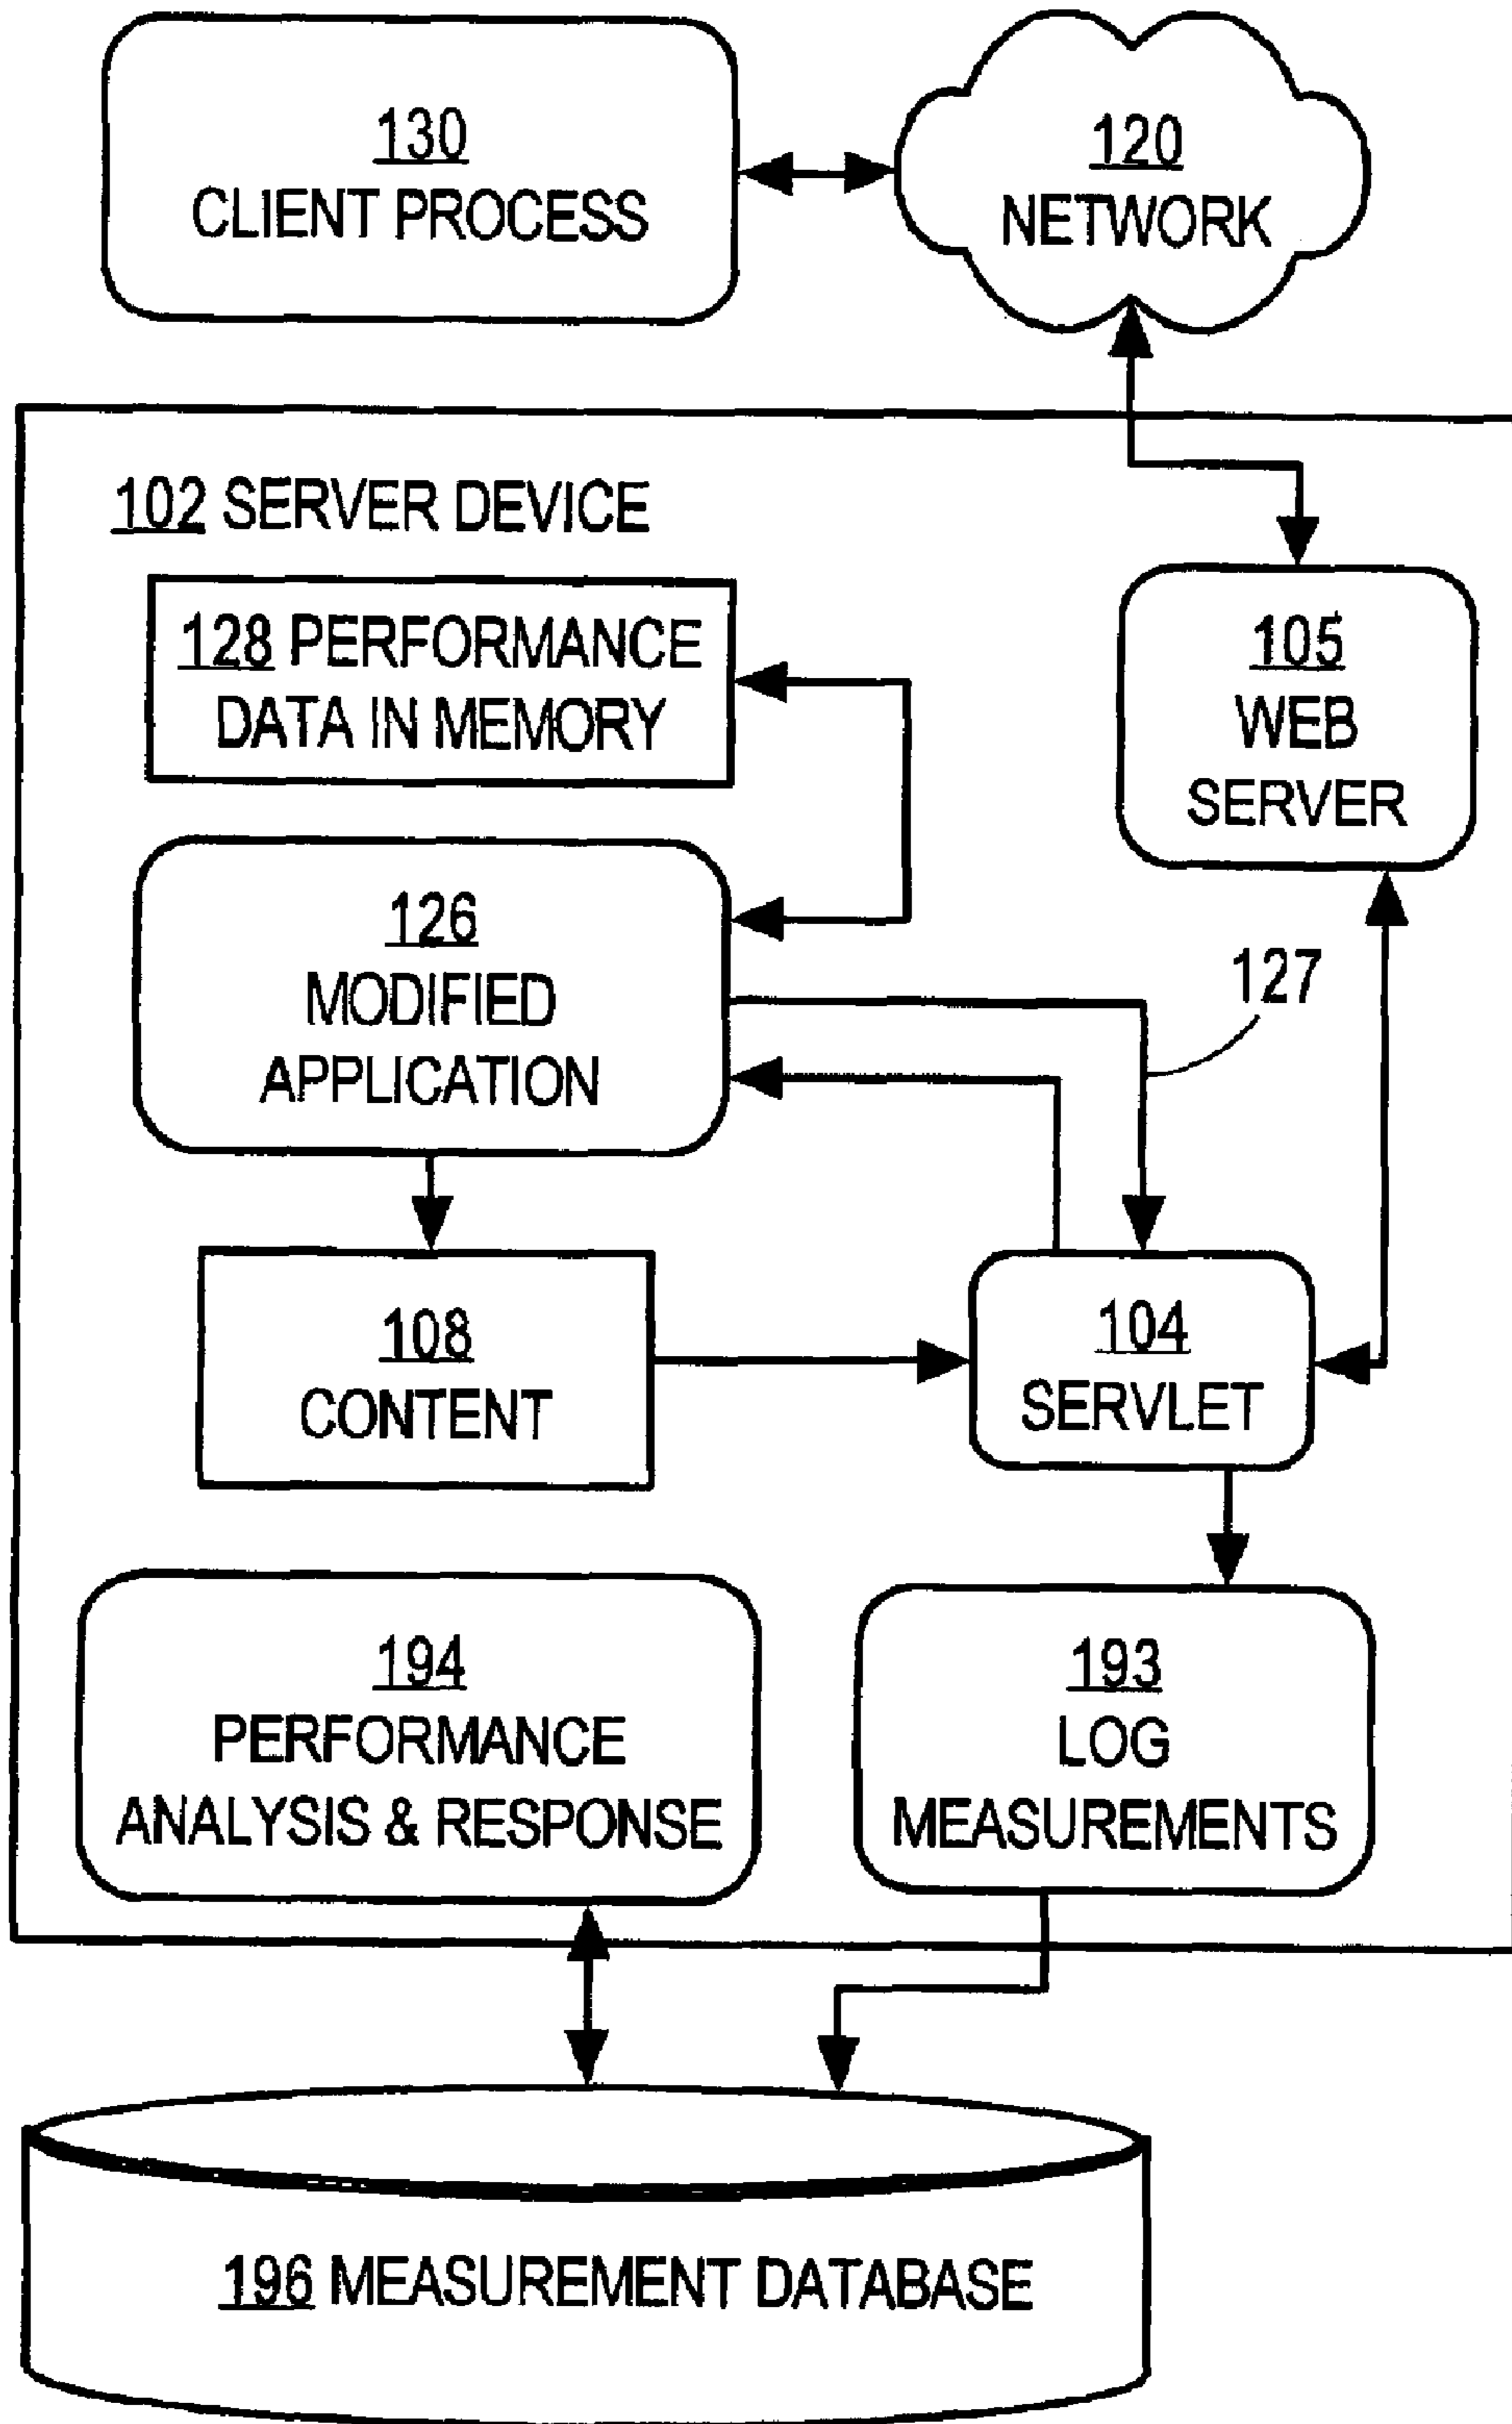 130
CLIENT PROCESS
120
NETWORK
102 SERVER DEVICE
128 PERFORMANCE
DATA IN MEMORY
105
WEB
SERVER
126
MODIFIED
APPLICATION
127
108
CONTENT
104
SERVLET
194
PERFORMANCE
ANALYSIS & RESPONSE
193
LOG
MEASUREMENTS
196 MEASUREMENT DATABASE